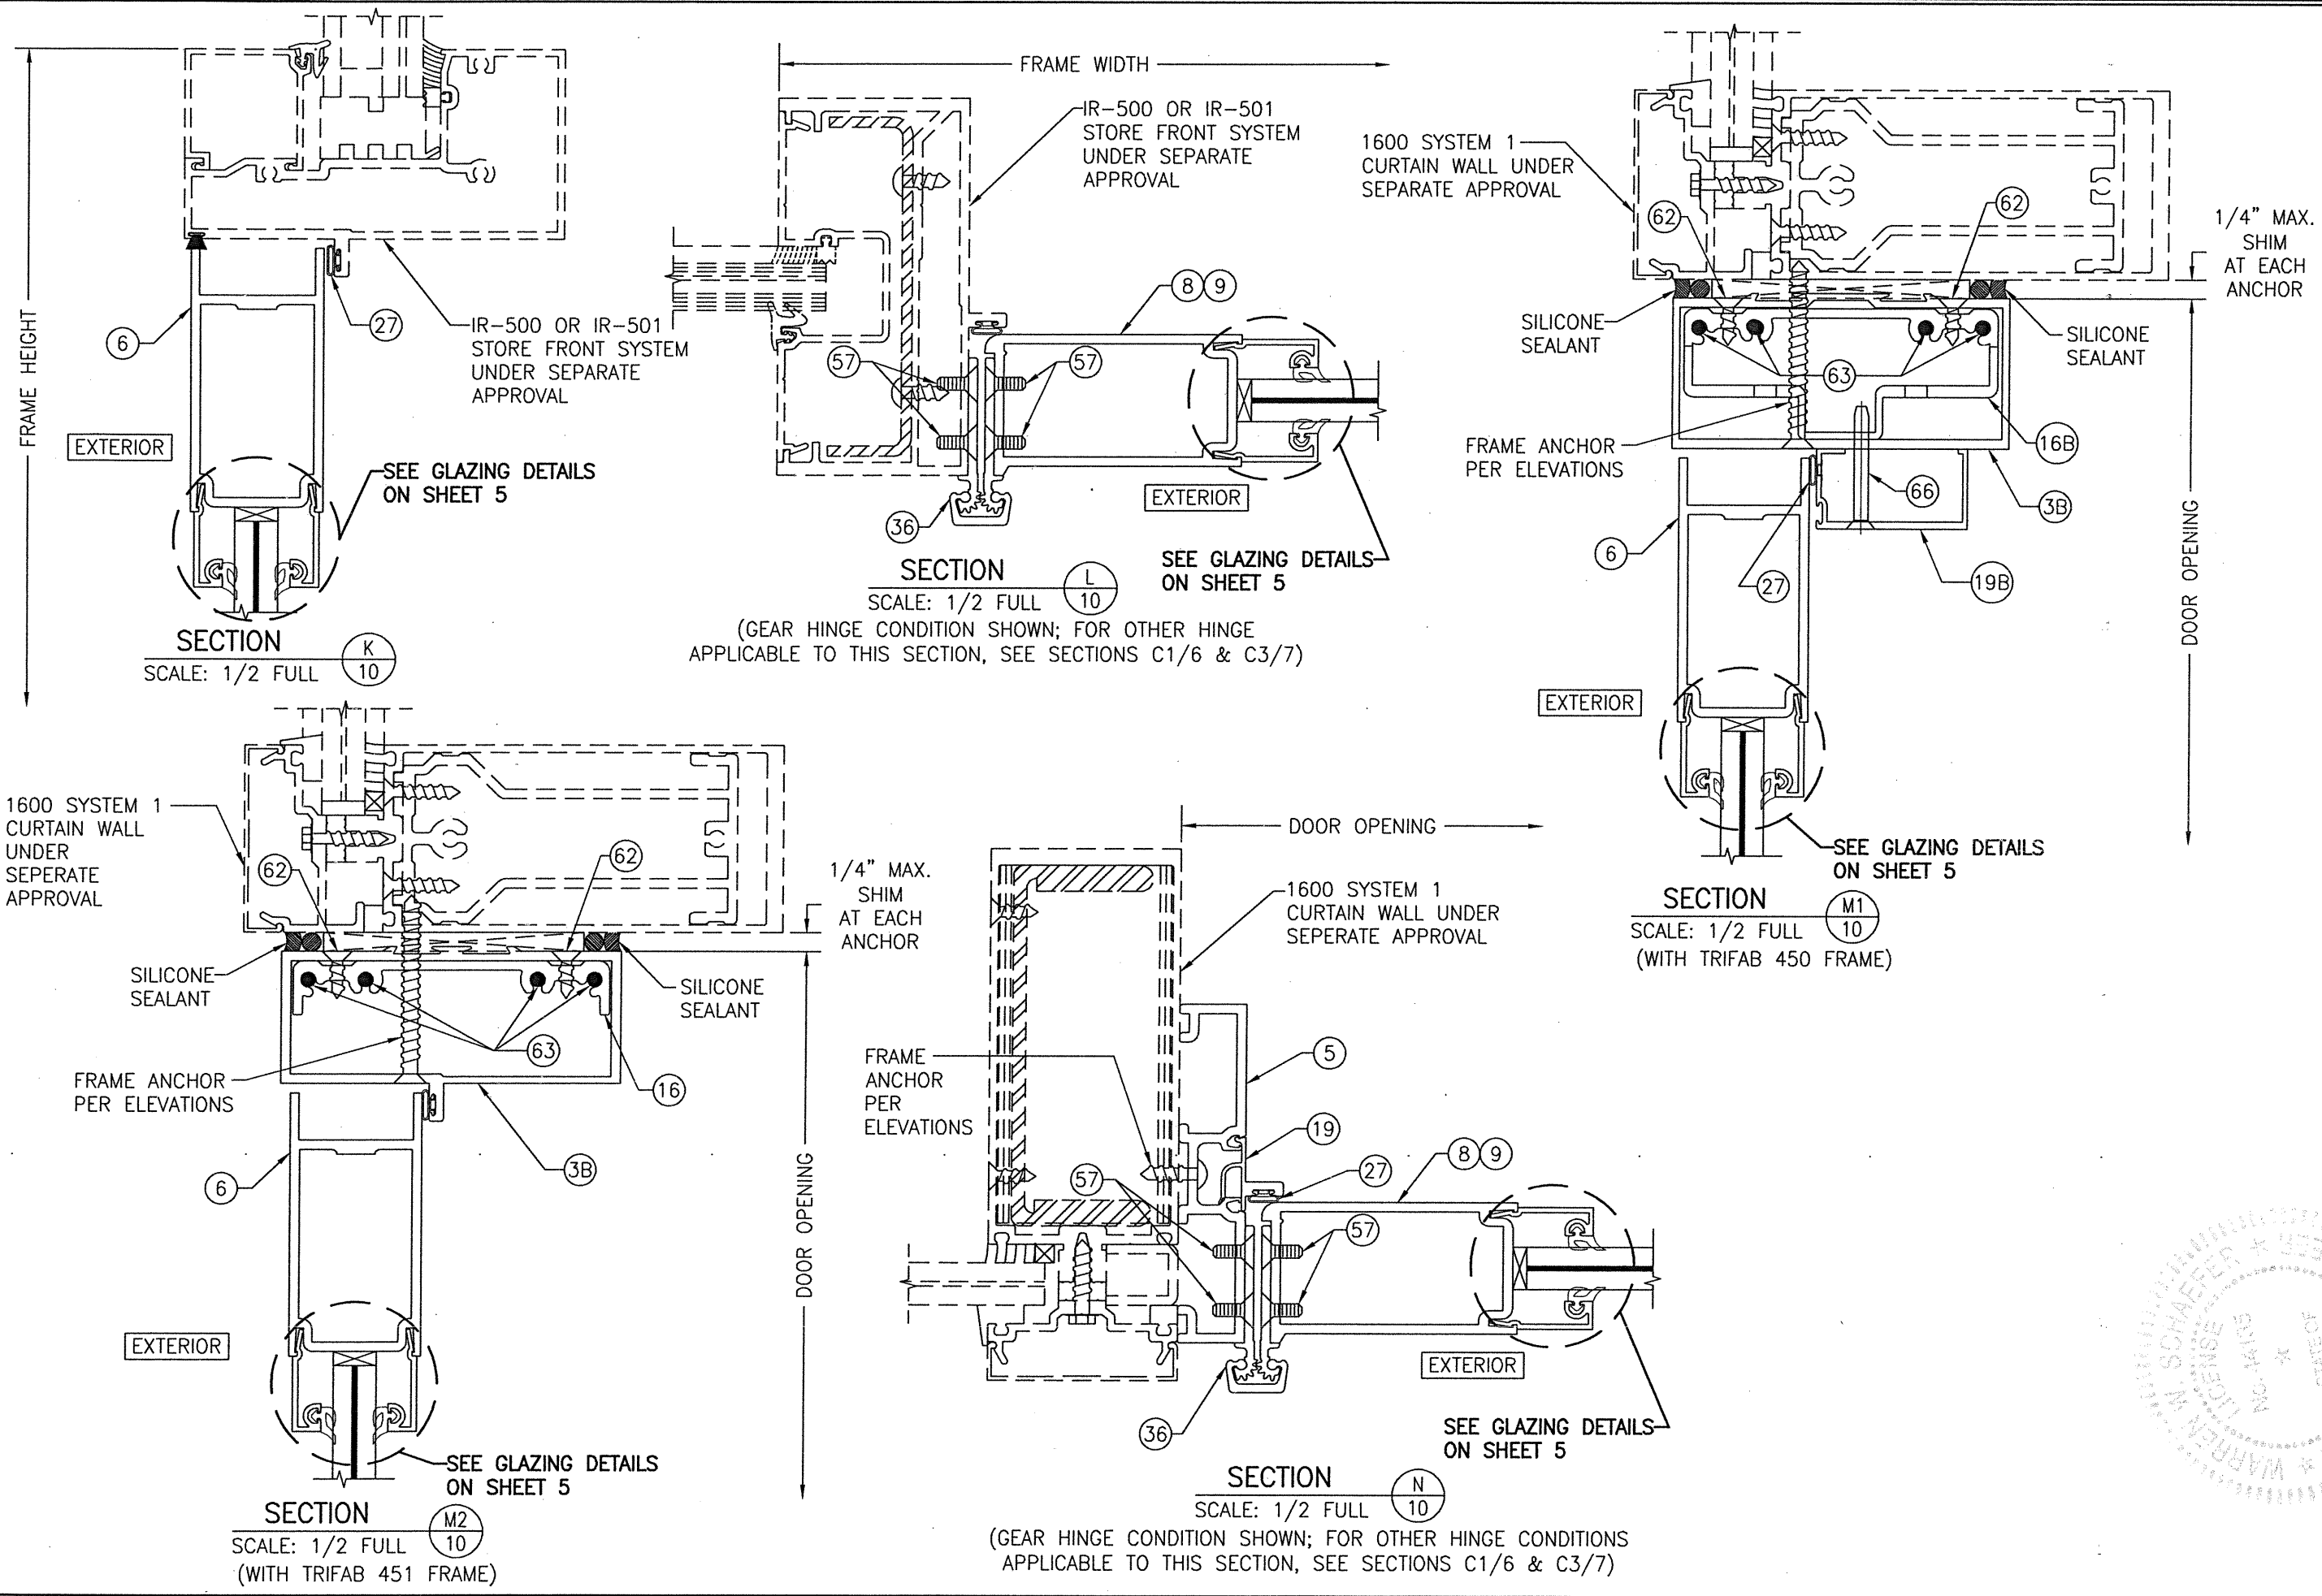 FRAME HEIGHT
6
27
IR-500 OR IR-501
STORE FRONT SYSTEM
UNDER SEPARATE
APPROVAL
EXTERIOR
SEE GLAZING DETAILS
ON SHEET 5
SECTION
K
10
SCALE: 1/2 FULL
FRAME WIDTH
IR-500 OR IR-501
STORE FRONT SYSTEM
UNDER SEPARATE
APPROVAL
8
9
57
57
36
EXTERIOR
SEE GLAZING DETAILS
ON SHEET 5
SECTION
L
10
SCALE: 1/2 FULL
(GEAR HINGE CONDITION SHOWN; FOR OTHER HINGE
APPLICABLE TO THIS SECTION, SEE SECTIONS C1/6 & C3/7)
1600 SYSTEM 1
CURTAIN WALL UNDER
SEPARATE APPROVAL
62
62
1/4" MAX.
SHIM
AT EACH
ANCHOR
SILICONE
SEALANT
SILICONE
SEALANT
63
FRAME ANCHOR
PER ELEVATIONS
16B
66
3B
6
27
19B
DOOR OPENING
EXTERIOR
SEE GLAZING DETAILS
ON SHEET 5
SECTION
M1
10
SCALE: 1/2 FULL
(WITH TRIFAB 450 FRAME)
1600 SYSTEM 1
CURTAIN WALL
UNDER
SEPERATE
APPROVAL
62
62
1/4" MAX.
SHIM
AT EACH
ANCHOR
SILICONE
SEALANT
SILICONE
SEALANT
63
FRAME ANCHOR
PER ELEVATIONS
16
3B
6
DOOR OPENING
EXTERIOR
SEE GLAZING DETAILS
ON SHEET 5
SECTION
M2
10
SCALE: 1/2 FULL
(WITH TRIFAB 451 FRAME)
DOOR OPENING
1600 SYSTEM 1
CURTAIN WALL UNDER
SEPERATE APPROVAL
FRAME
ANCHOR
PER
ELEVATIONS
5
19
27
8
9
57
57
36
EXTERIOR
SEE GLAZING DETAILS
ON SHEET 5
SECTION
N
10
SCALE: 1/2 FULL
(GEAR HINGE CONDITION SHOWN; FOR OTHER HINGE CONDITIONS
APPLICABLE TO THIS SECTION, SEE SECTIONS C1/6 & C3/7)
WARREN W. SCHAEFER
LICENSE